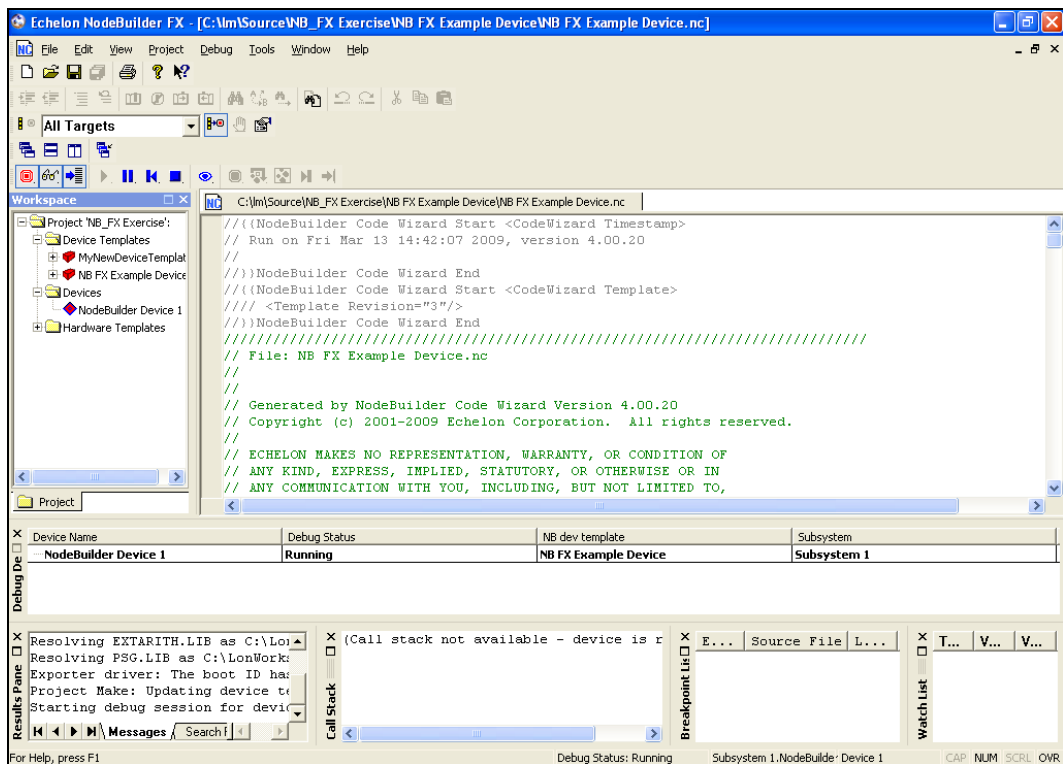 Echelon NodeBuilder FX - [C:\lm\Source\NB_FX Exercise\NB FX Example Device\NB FX Example Device.nc]
NC File Edit View Project Debug Tools Window Help
All Targets
Workspace
NC C:\lm\Source\NB_FX Exercise\NB FX Example Device\NB FX Example Device.nc
Project 'NB_FX Exercise':
Device Templates
MyNewDeviceTemplat
NB FX Example Device
Devices
NodeBuilder Device 1
Hardware Templates
Project
//{{NodeBuilder Code Wizard Start <CodeWizard Timestamp>
// Run on Fri Mar 13 14:42:07 2009, version 4.00.20
//
//}}NodeBuilder Code Wizard End
//{{NodeBuilder Code Wizard Start <CodeWizard Template>
//// <Template Revision="3"/>
//}}NodeBuilder Code Wizard End
///////////////////////////////////////////////////////////////////////////////
// File: NB FX Example Device.nc
//
//
// Generated by NodeBuilder Code Wizard Version 4.00.20
// Copyright (c) 2001-2009 Echelon Corporation.  All rights reserved.
//
// ECHELON MAKES NO REPRESENTATION, WARRANTY, OR CONDITION OF
// ANY KIND, EXPRESS, IMPLIED, STATUTORY, OR OTHERWISE OR IN
// ANY COMMUNICATION WITH YOU, INCLUDING, BUT NOT LIMITED TO,
Debug De
Device Name Debug Status NB dev template Subsystem
NodeBuilder Device 1 Running NB FX Example Device Subsystem 1
Results Pane
Resolving EXTARITH.LIB as C:\Lo
Resolving PSG.LIB as C:\LonWork
Exporter driver: The boot ID ha
Project Make: Updating device te
Starting debug session for devic
Messages Search
Call Stack
(Call stack not available - device is r
Breakpoint Lis
E... Source File L...
Watch List
T... V... V...
For Help, press F1 Debug Status: Running Subsystem 1.NodeBuilder Device 1 CAP NUM SCRL OVR